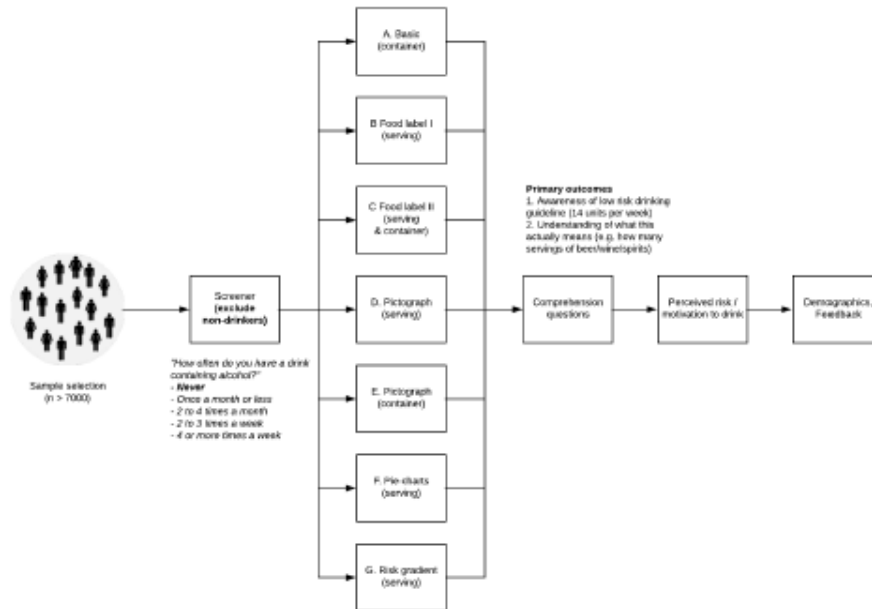 Sample selection
(n > 7000)
Screener
(exclude
non-drinkers)
"How often do you have a drink
containing alcohol?"
- Never
- Once a month or less
- 2 to 4 times a month
- 2 to 3 times a week
- 4 or more times a week
A. Basic
(container)
B Food label I
(serving)
C Food label II
(serving
& container)
D. Pictograph
(serving)
E. Pictograph
(container)
F. Pie-charts
(serving)
G. Risk gradient
(serving)
Primary outcomes
1. Awareness of low risk drinking
guideline (14 units per week)
2. Understanding of what this
actually means (e.g. how many
servings of beer/wine/spirits)
Comprehension
questions
Perceived risk /
motivation to drink
Demographics,
Feedback